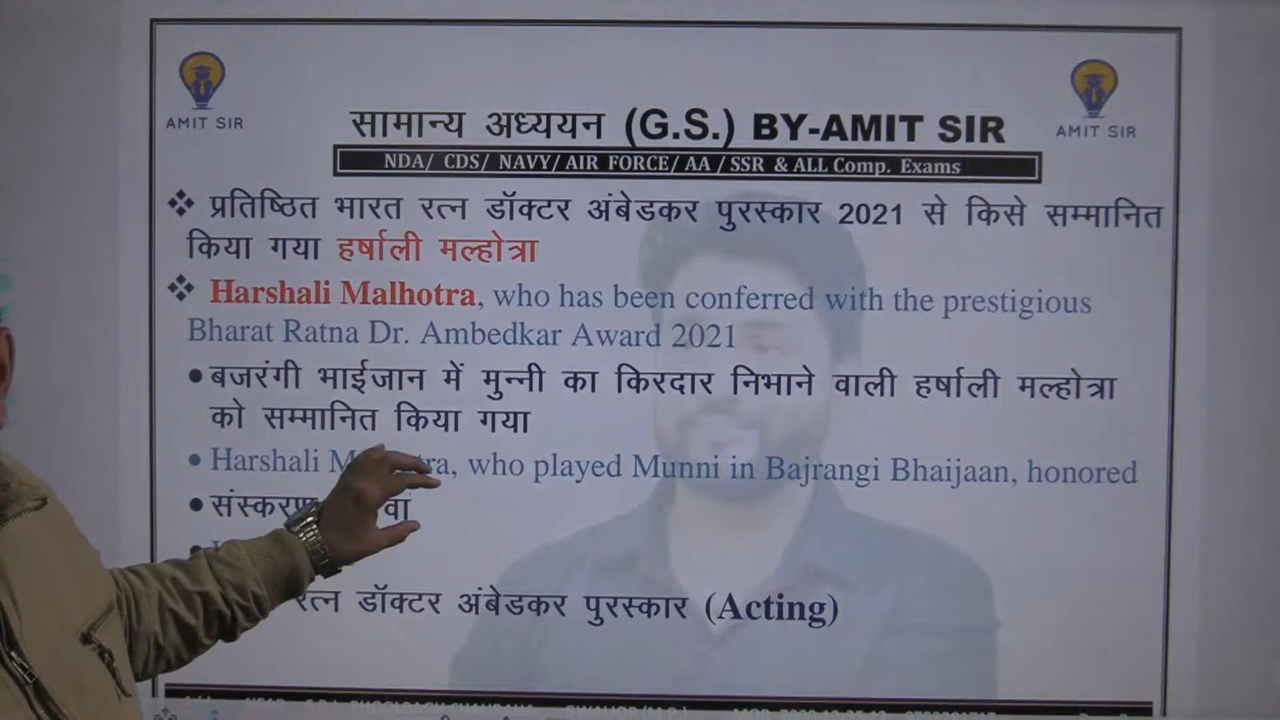 AMIT SIR
AMIT SIR
सामान्य अध्ययन (G.S.) BY-AMIT SIR
NDA/ CDS/ NAVY/ AIR FORCE/ AA / SSR & ALL Comp. Exams
❖ प्रतिष्ठित भारत रत्न डॉक्टर अंबेडकर पुरस्कार 2021 से किसे सम्मानित
किया गया हर्षाली मल्होत्रा
❖ Harshali Malhotra, who has been conferred with the prestigious
Bharat Ratna Dr. Ambedkar Award 2021
• बजरंगी भाईजान में मुन्नी का किरदार निभाने वाली हर्षाली मल्होत्रा
को सम्मानित किया गया
• Harshali who played Munni in Bajrangi Bhaijaan, honored
• संस्करण वां
रत्न डॉक्टर अंबेडकर पुरस्कार (Acting)